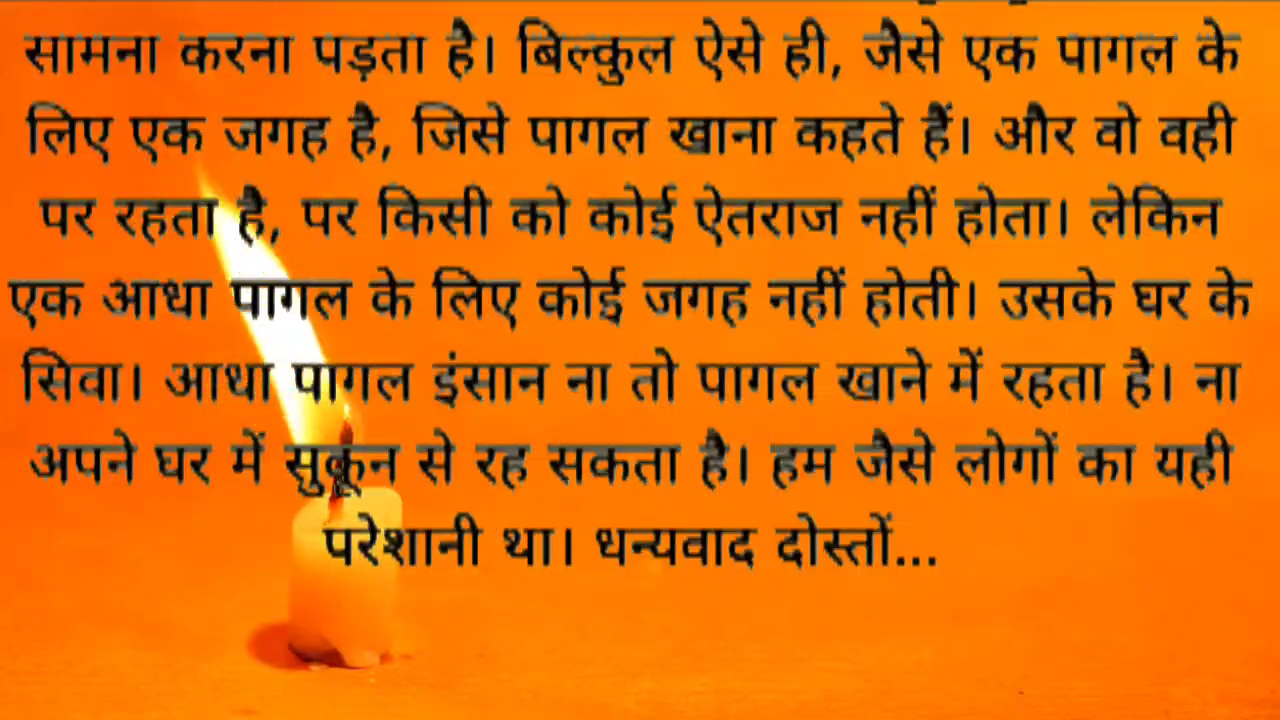 सामना करना पड़ता है। बिल्कुल ऐसे ही, जैसे एक पागल के
लिए एक जगह है, जिसे पागल खाना कहते हैं। और वो वही
पर रहता है, पर किसी को कोई ऐतराज नहीं होता। लेकिन
एक आधा पागल के लिए कोई जगह नहीं होती। उसके घर के
सिवा। आधा पागल इंसान ना तो पागल खाने में रहता है। ना
अपने घर में सुकून से रह सकता है। हम जैसे लोगों का यही
परेशानी था। धन्यवाद दोस्तों...